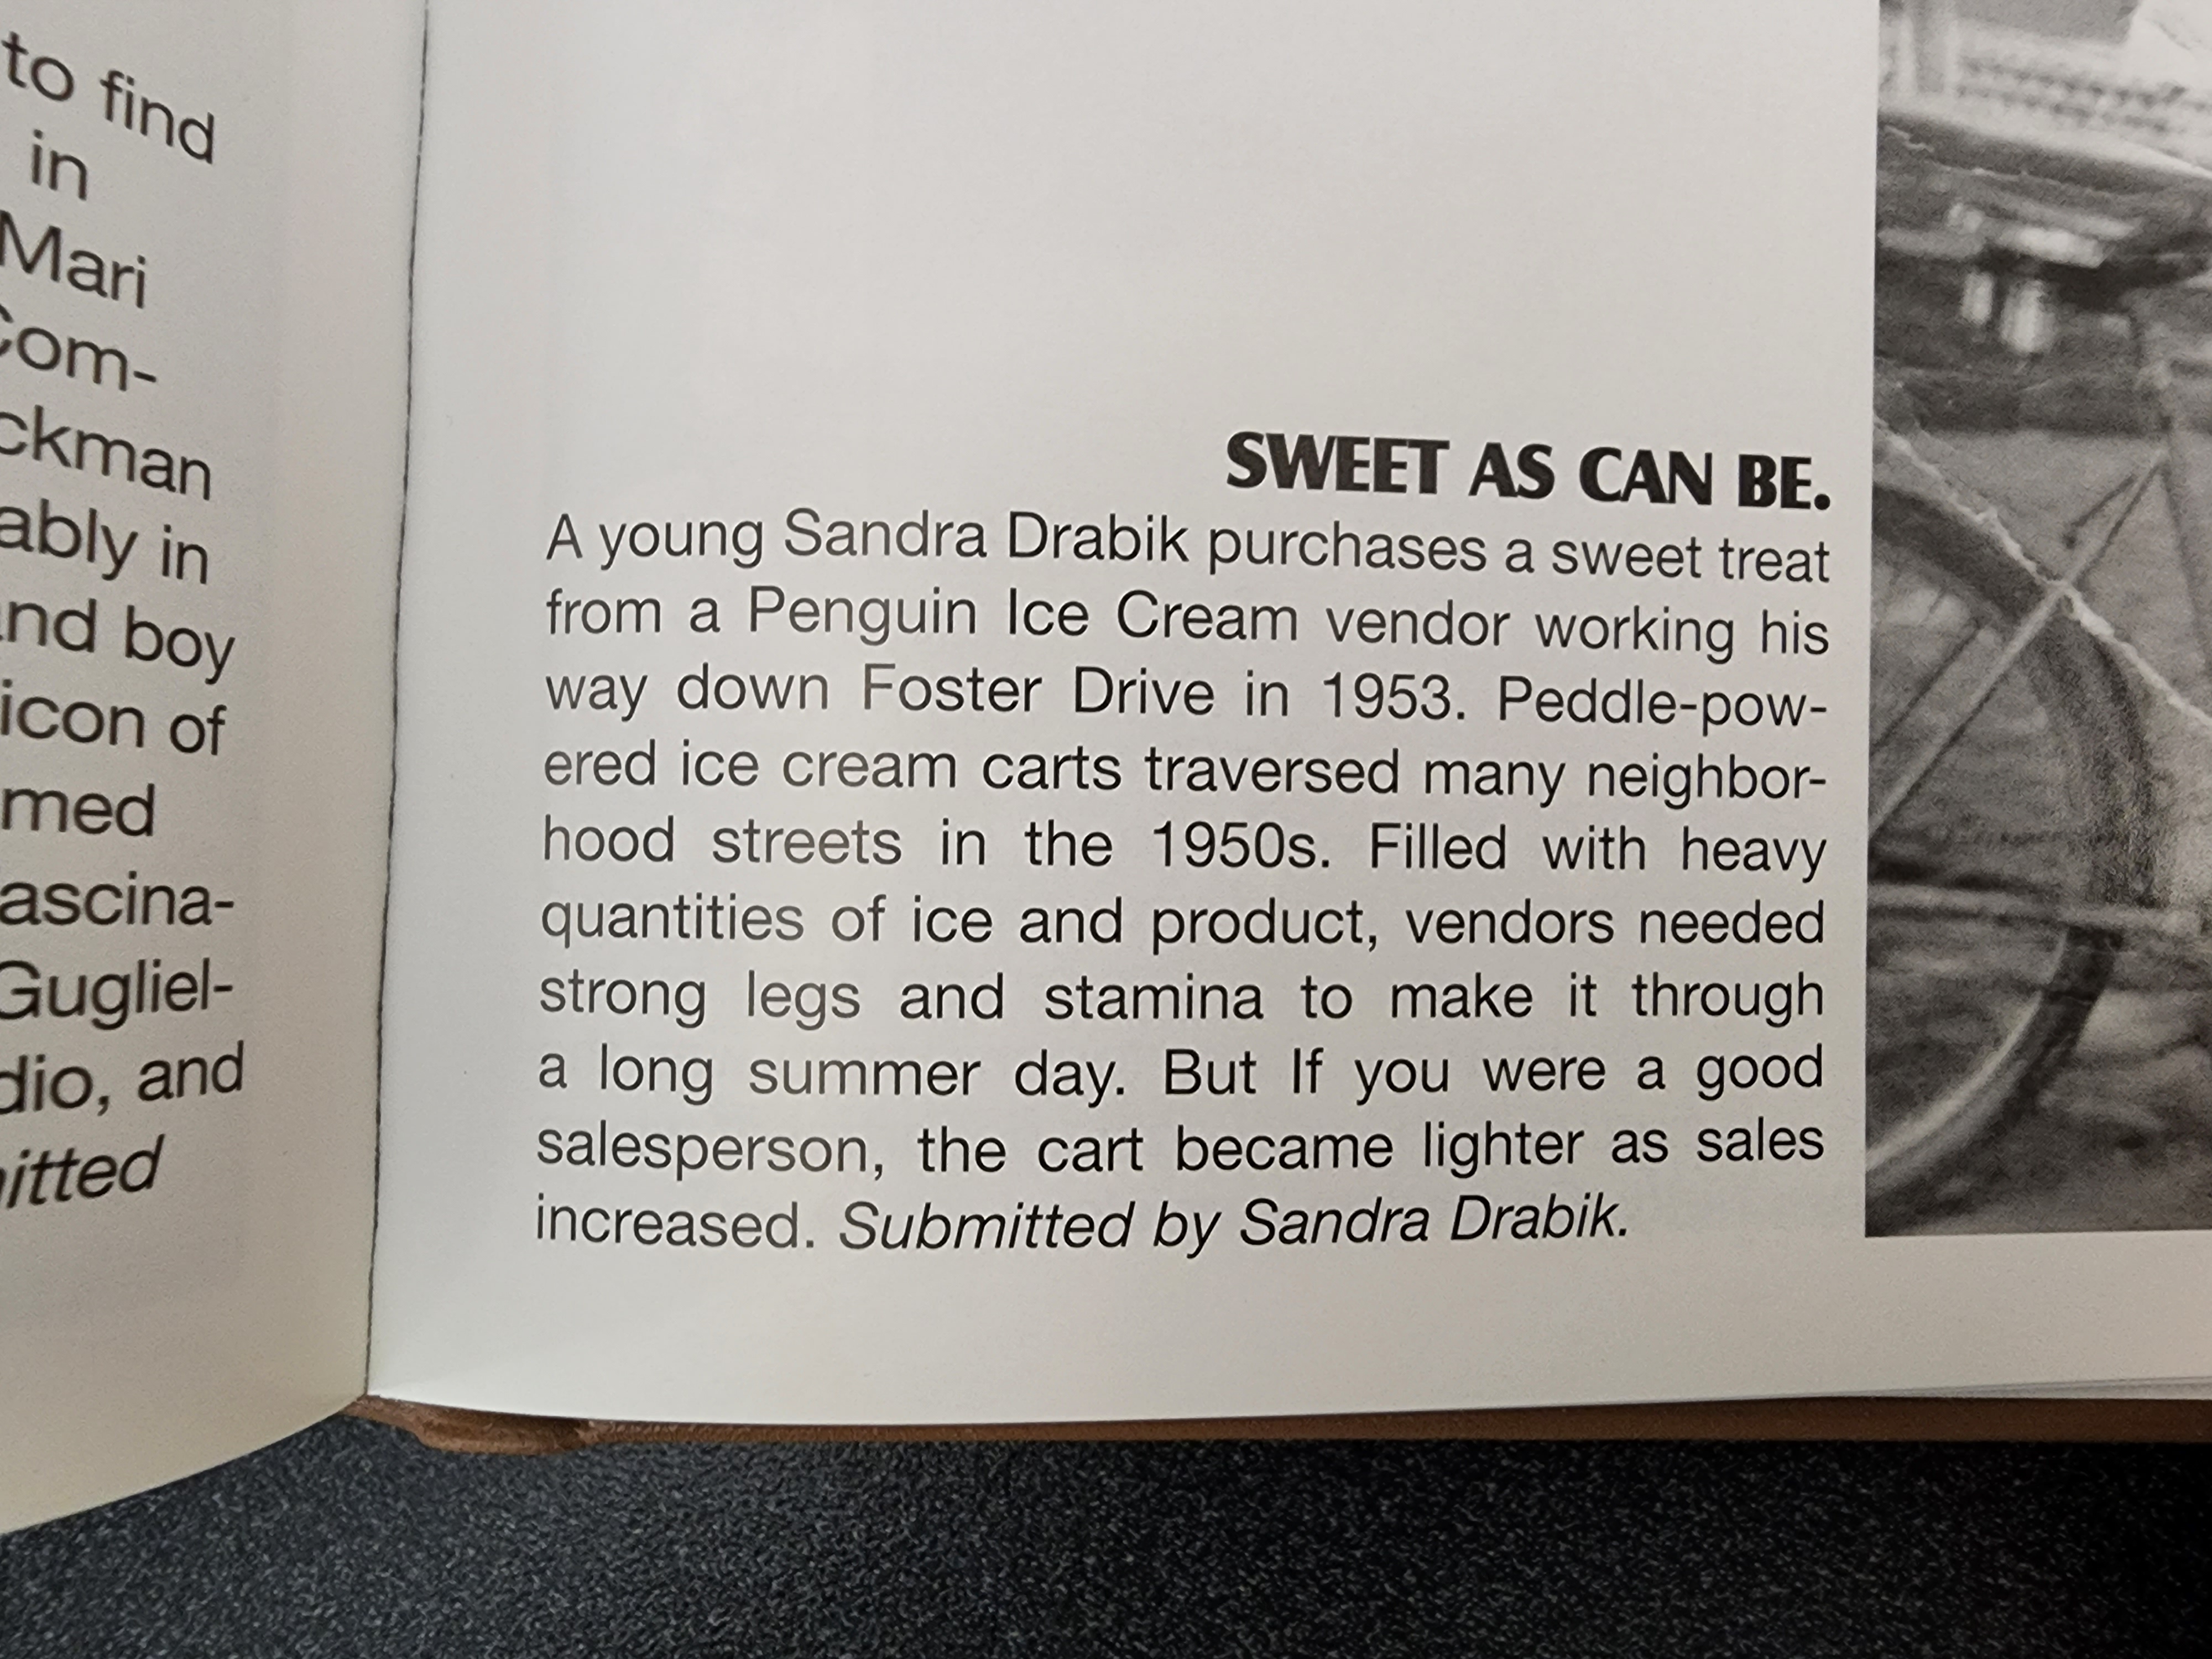 to find
in
Mari
Com-
ckman
ably in
nd boy
icon of
med
ascina-
Gugliel-
dio, and
itted
SWEET AS CAN BE.
A young Sandra Drabik purchases a sweet treat
from a Penguin Ice Cream vendor working his
way down Foster Drive in 1953. Peddle-pow-
ered ice cream carts traversed many neighbor-
hood streets in the 1950s. Filled with heavy
quantities of ice and product, vendors needed
strong legs and stamina to make it through
a long summer day. But If you were a good
salesperson, the cart became lighter as sales
increased. Submitted by Sandra Drabik.